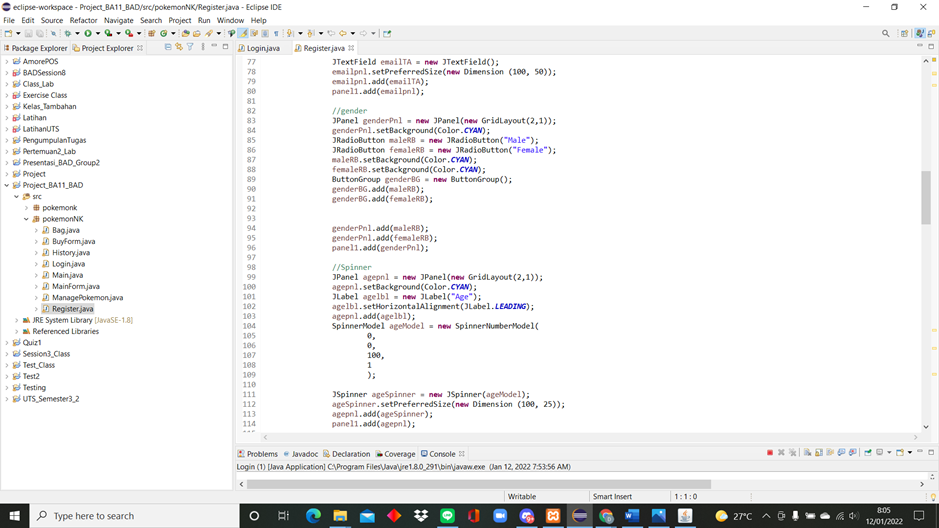 eclipse-workspace - Project_BA11_BAD/src/pokemonNK/Register.java - Eclipse IDE
File Edit Source Refactor Navigate Search Project Run Window Help
Package Explorer Project Explorer
AmorePOS
BADSession8
Class_Lab
Exercise Class
Kelas_Tambahan
Latihan
LatihanUTS
PengumpulanTugas
Pertemuan2_Lab
Presentasi_BAD_Group2
Project
Project_BA11_BAD
src
pokemonk
pokemonNK
Bag.java
BuyForm.java
History.java
Login.java
Main.java
MainForm.java
ManagePokemon.java
Register.java
JRE System Library [JavaSE-1.8]
Referenced Libraries
Quiz1
Session3_Class
Test_Class
Test2
Testing
UTS_Semester3_2
Login.java Register.java
77 JTextField emailTA = new JTextField();
78 emailpnl.setPreferredSize(new Dimension (100, 50));
79 emailpnl.add(emailTA);
80 panel1.add(emailpnl);
81
82 //gender
83 JPanel genderPnl = new JPanel(new GridLayout(2,1));
84 genderPnl.setBackground(Color.CYAN);
85 JRadioButton maleRB = new JRadioButton("Male");
86 JRadioButton femaleRB = new JRadioButton("Female");
87 maleRB.setBackground(Color.CYAN);
88 femaleRB.setBackground(Color.CYAN);
89 ButtonGroup genderBG = new ButtonGroup();
90 genderBG.add(maleRB);
91 genderBG.add(femaleRB);
92
93
94 genderPnl.add(maleRB);
95 genderPnl.add(femaleRB);
96 panel1.add(genderPnl);
97
98 //Spinner
99 JPanel agepnl = new JPanel(new GridLayout(2,1));
100 agepnl.setBackground(Color.CYAN);
101 JLabel agelbl = new JLabel("Age");
102 agelbl.setHorizontalAlignment(JLabel.LEADING);
103 agepnl.add(agelbl);
104 SpinnerModel ageModel = new SpinnerNumberModel(
105 0,
106 0,
107 100,
108 1
109 );
110
111 JSpinner ageSpinner = new JSpinner(ageModel);
112 ageSpinner.setPreferredSize(new Dimension (100, 25));
113 agepnl.add(ageSpinner);
114 panel1.add(agepnl);
Problems Javadoc Declaration Coverage Console
Login (1) [Java Application] C:\Program Files\Java\jre1.8.0_291\bin\javaw.exe (Jan 12, 2022 7:53:56 AM)
Writable Smart Insert 1 : 1 : 0
Type here to search
27°C
8:05
12/01/2022